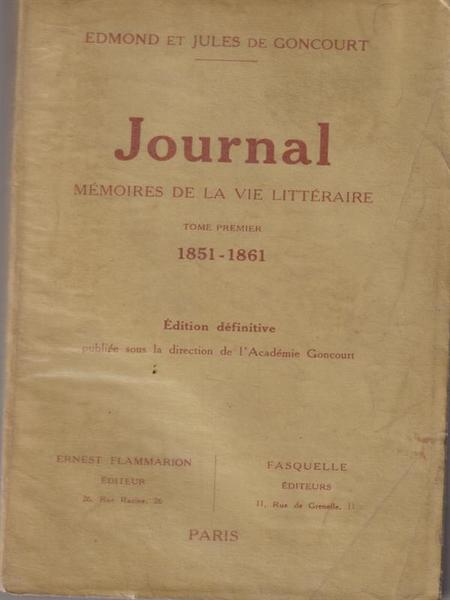 EDMOND ET JULES DE GONCOURT
Journal
MÉMOIRES DE LA VIE LITTÉRAIRE
TOME PREMIER
1851-1861
Édition définitive
publiée sous la direction de l'Académie Goncourt
ERNEST FLAMMARION
ÉDITEUR
26, Rue Racine, 26
FASQUELLE
ÉDITEURS
11, Rue de Grenelle, 11
PARIS